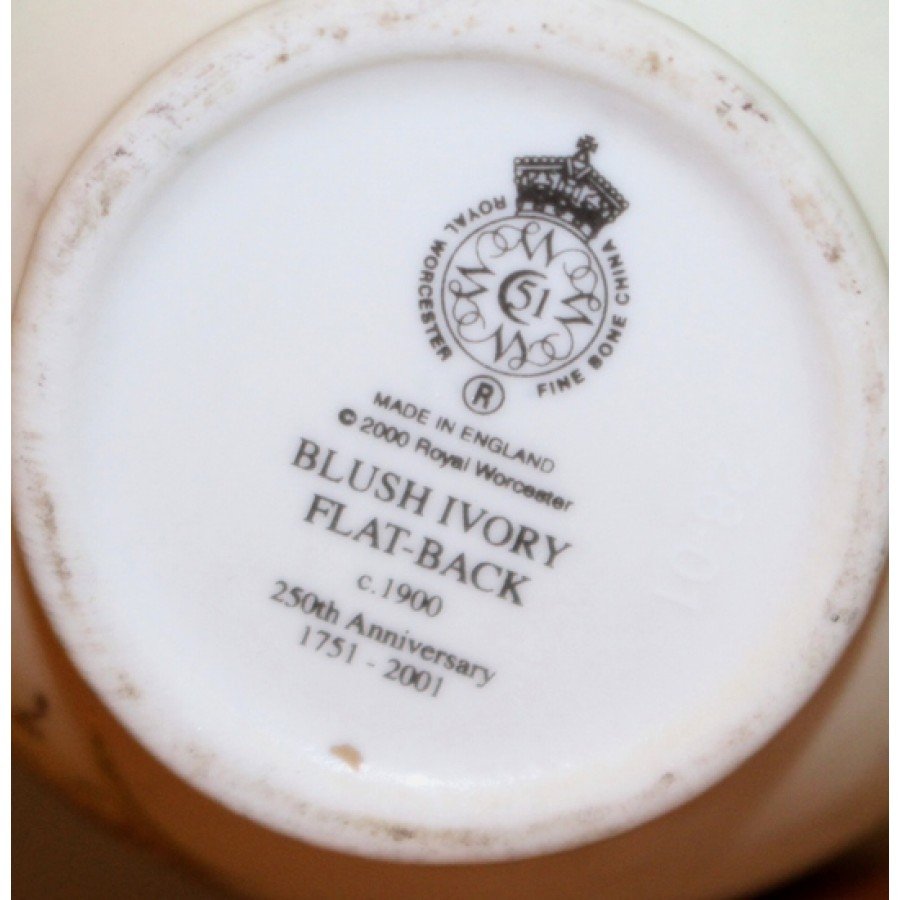 ROYAL WORCESTER
FINE BONE CHINA
51
R
MADE IN ENGLAND
© 2000 Royal Worcester
BLUSH IVORY
FLAT-BACK
c.1900
250th Anniversary
1751 - 2001